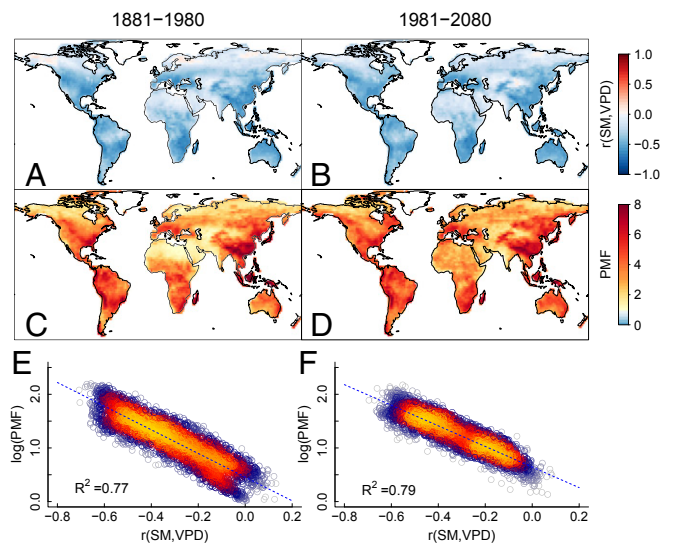 1881−1980
1981−2080
A
B
1.0
0.5
0.0
−0.5
−1.0
r(SM,VPD)
C
D
8
6
4
2
0
PMF
E
F
2.0
1.0
0.0
log(PMF)
R² =0.77
−0.8
−0.6
−0.4
−0.2
0.0
0.2
r(SM,VPD)
2.0
1.0
0.0
log(PMF)
R² =0.79
−0.8
−0.6
−0.4
−0.2
0.0
0.2
r(SM,VPD)